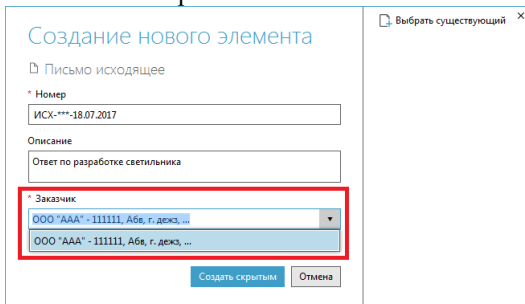 Создание нового элемента
Письмо исходящее
* Номер
ИСХ-***-18.07.2017
Описание
Ответ по разработке светильника
* Заказчик
ООО "ААА" - 111111, Абв, г. дежз, ...
ООО "ААА" - 111111, Абв, г. дежз, ...
Создать скрытым
Отмена
Выбрать существующий